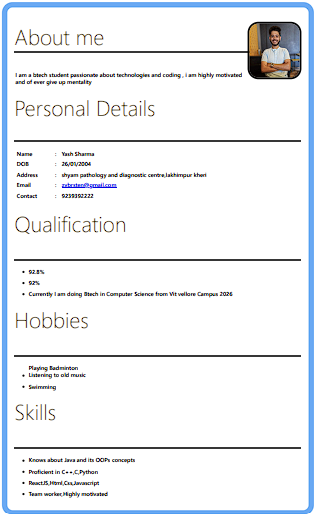 About me
I am a btech student passionate about technologies and coding , i am highly motivated
and of ever give up mentality
Personal Details
Name : Yash Sharma
DOB : 26/01/2004
Address : shyam pathology and diagnostic centre,lakhimpur kheri
Email : zxbrsten@gmail.com
Contact : 9259392222
Qualification
92.8%
92%
Currently I am doing Btech in Computer Science from Vit vellore Campus 2026
Hobbies
Playing Badminton
Listening to old music
Swimming
Skills
Knows about Java and its OOPs concepts
Proficient in C++,C,Python
ReactJS,Html,Css,Javascript
Team worker,Highly motivated